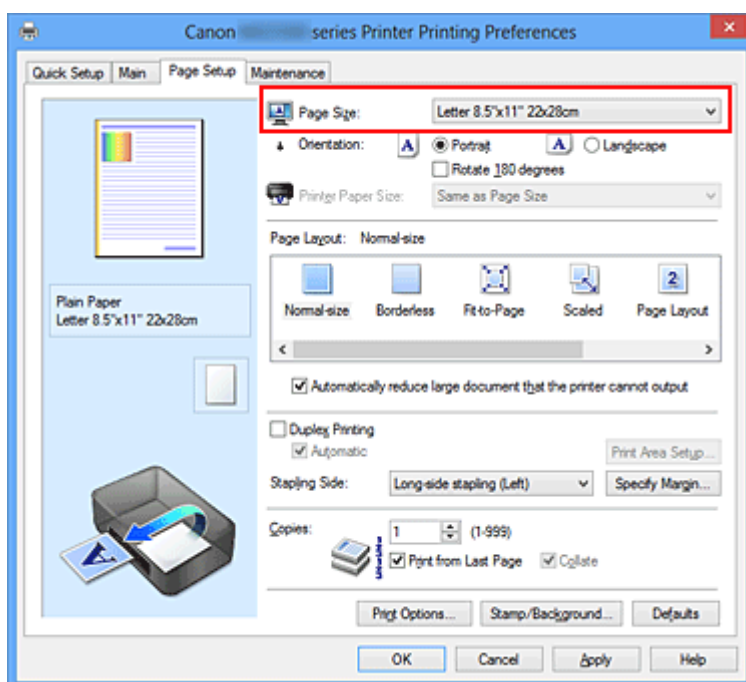 Canon series Printer Printing Preferences
Quick Setup Main Page Setup Maintenance
Page Size: Letter 8.5"x11" 22x28cm
Orientation: A Portrait A Landscape
Rotate 180 degrees
Printer Paper Size: Same as Page Size
Page Layout: Normal-size
2
Normal-size Borderless Fit-to-Page Scaled Page Layout
Plain Paper
Letter 8.5"x11" 22x28cm
Automatically reduce large document that the printer cannot output
Duplex Printing
Automatic
Print Area Setup...
Stapling Side: Long-side stapling (Left) Specify Margin...
Copies: 1 (1-999)
Print from Last Page Collate
A
Print Options... Stamp/Background... Defaults
OK Cancel Apply Help